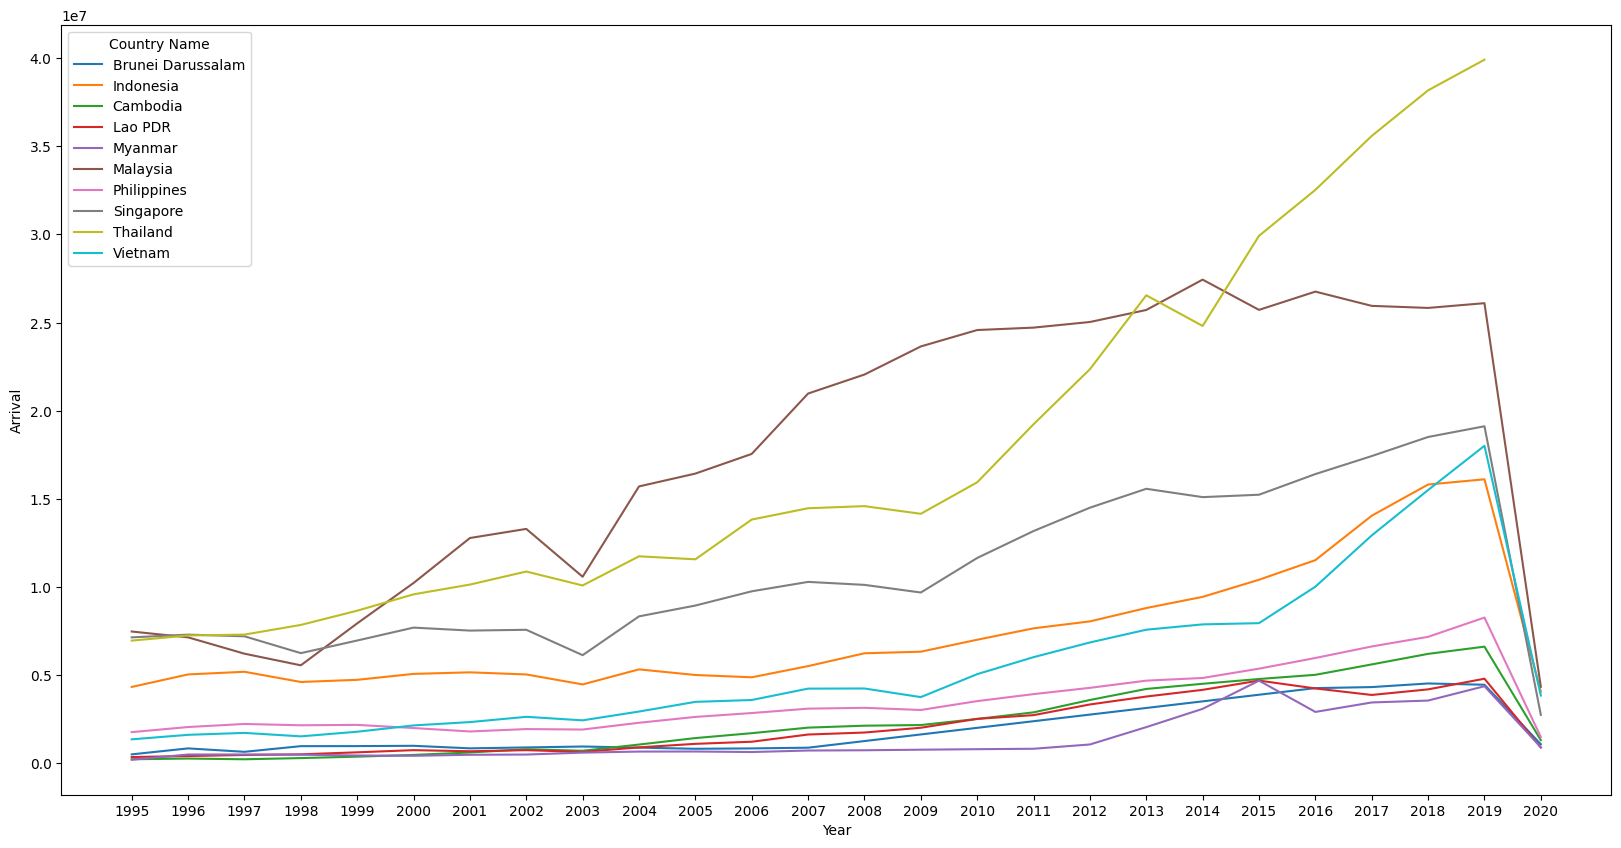 1e7
Country Name
Brunei Darussalam
Indonesia
Cambodia
Lao PDR
Myanmar
Malaysia
Philippines
Singapore
Thailand
Vietnam
4.0
3.5
3.0
2.5
2.0
1.5
1.0
0.5
0.0
Arrival
1995 1996 1997 1998 1999 2000 2001 2002 2003 2004 2005 2006 2007 2008 2009 2010 2011 2012 2013 2014 2015 2016 2017 2018 2019 2020
Year